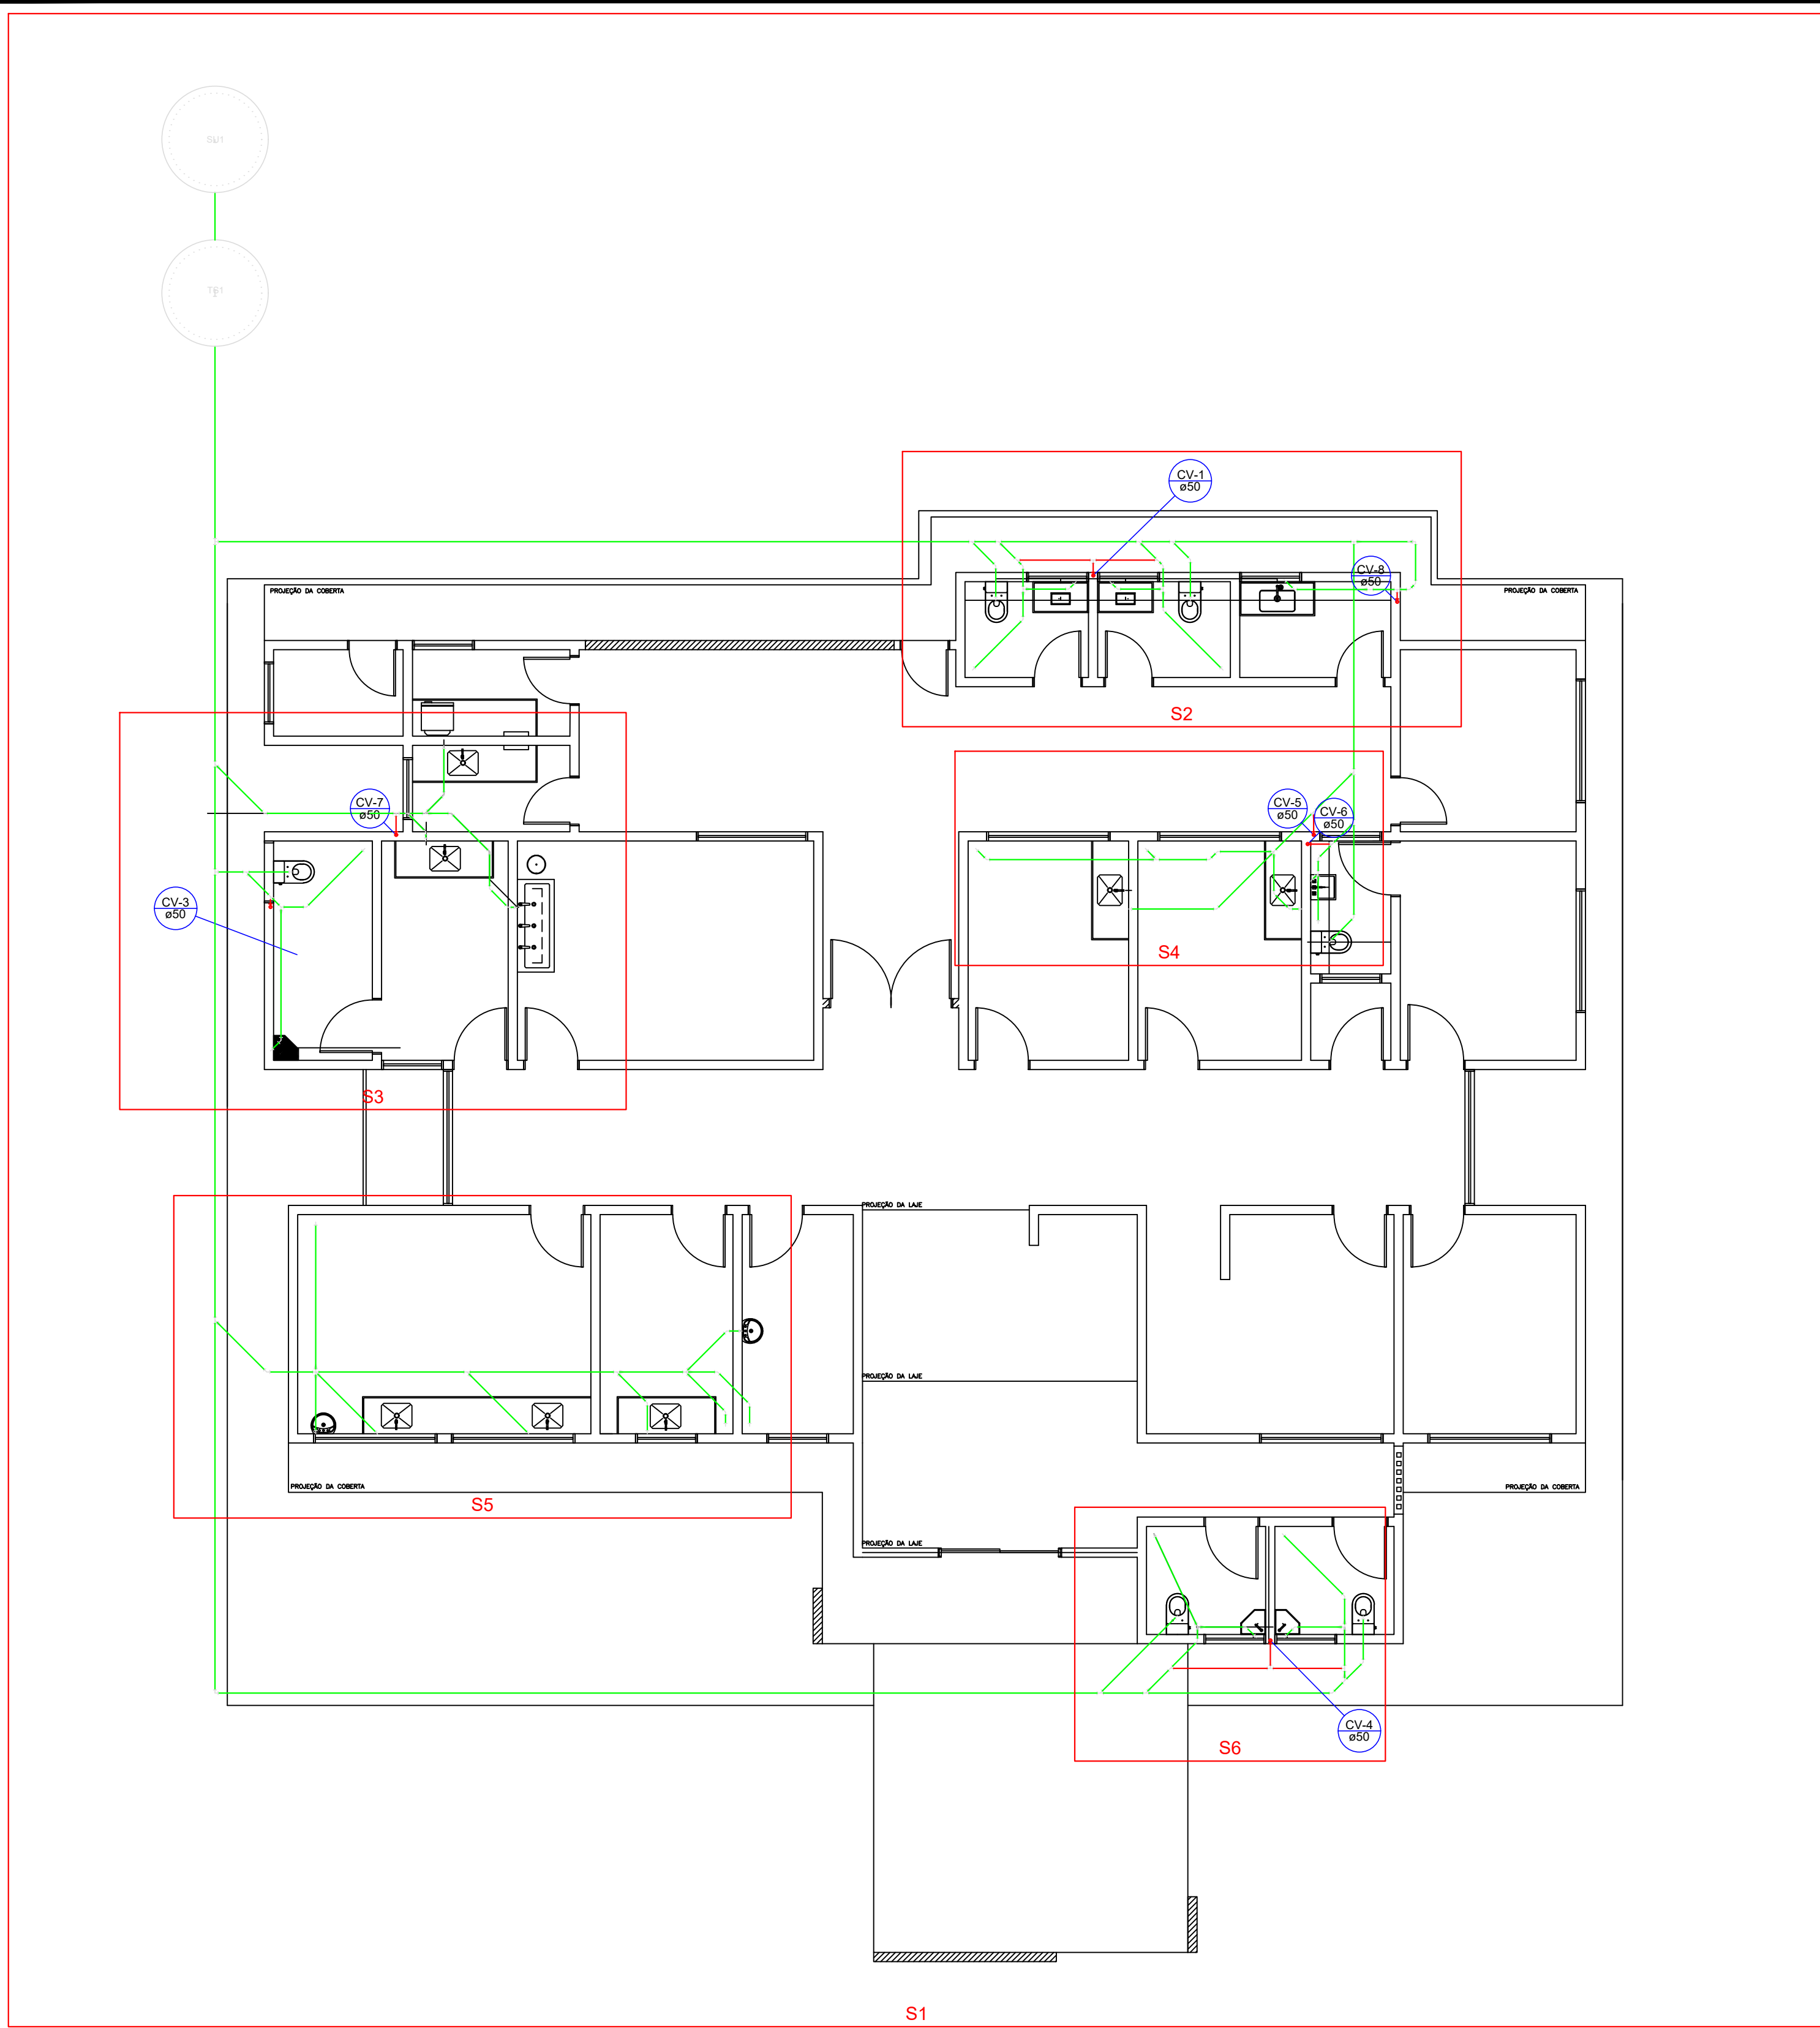 SU1
TS1
CV-1
ø50
CV-8
ø50
PROJEÇÃO DA COBERTA
PROJEÇÃO DA COBERTA
S2
CV-7
ø50
CV-5
ø50
CV-6
ø50
CV-3
ø50
S4
S3
PROJEÇÃO DA LAJE
PROJEÇÃO DA LAJE
PROJEÇÃO DA COBERTA
PROJEÇÃO DA COBERTA
S5
PROJEÇÃO DA LAJE
CV-4
ø50
S6
S1